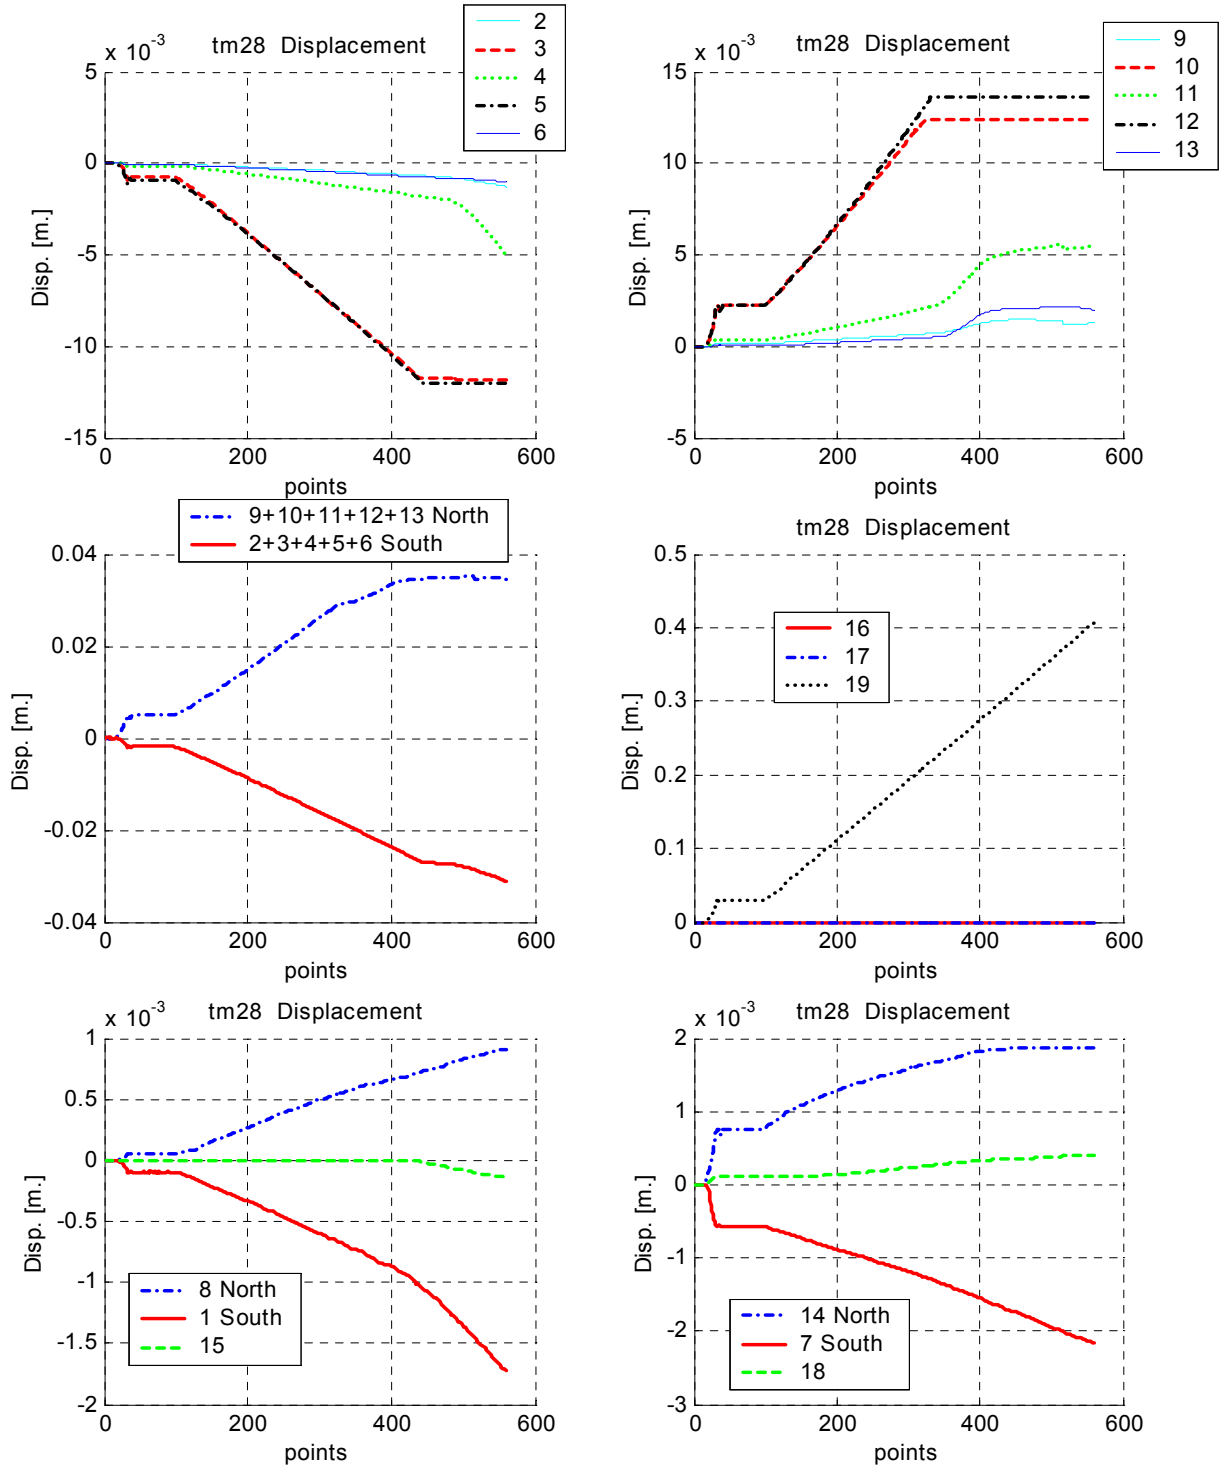 x 10-3
tm28 Displacement
2
3
4
5
6
5
0
-5
-10
-15
Disp. [m.]
0
200
400
600
points
x 10-3
tm28 Displacement
9
10
11
12
13
15
10
5
0
-5
Disp. [m.]
0
200
400
600
points
9+10+11+12+13 North
2+3+4+5+6 South
0.04
0.02
0
-0.02
-0.04
Disp. [m.]
0
200
400
600
points
tm28 Displacement
16
17
19
0.5
0.4
0.3
0.2
0.1
0
Disp. [m.]
0
200
400
600
points
x 10-3
tm28 Displacement
1
0.5
0
-0.5
-1
-1.5
-2
Disp. [m.]
8 North
1 South
15
0
200
400
600
points
x 10-3
tm28 Displacement
2
1
0
-1
-2
-3
Disp. [m.]
14 North
7 South
18
0
200
400
600
points